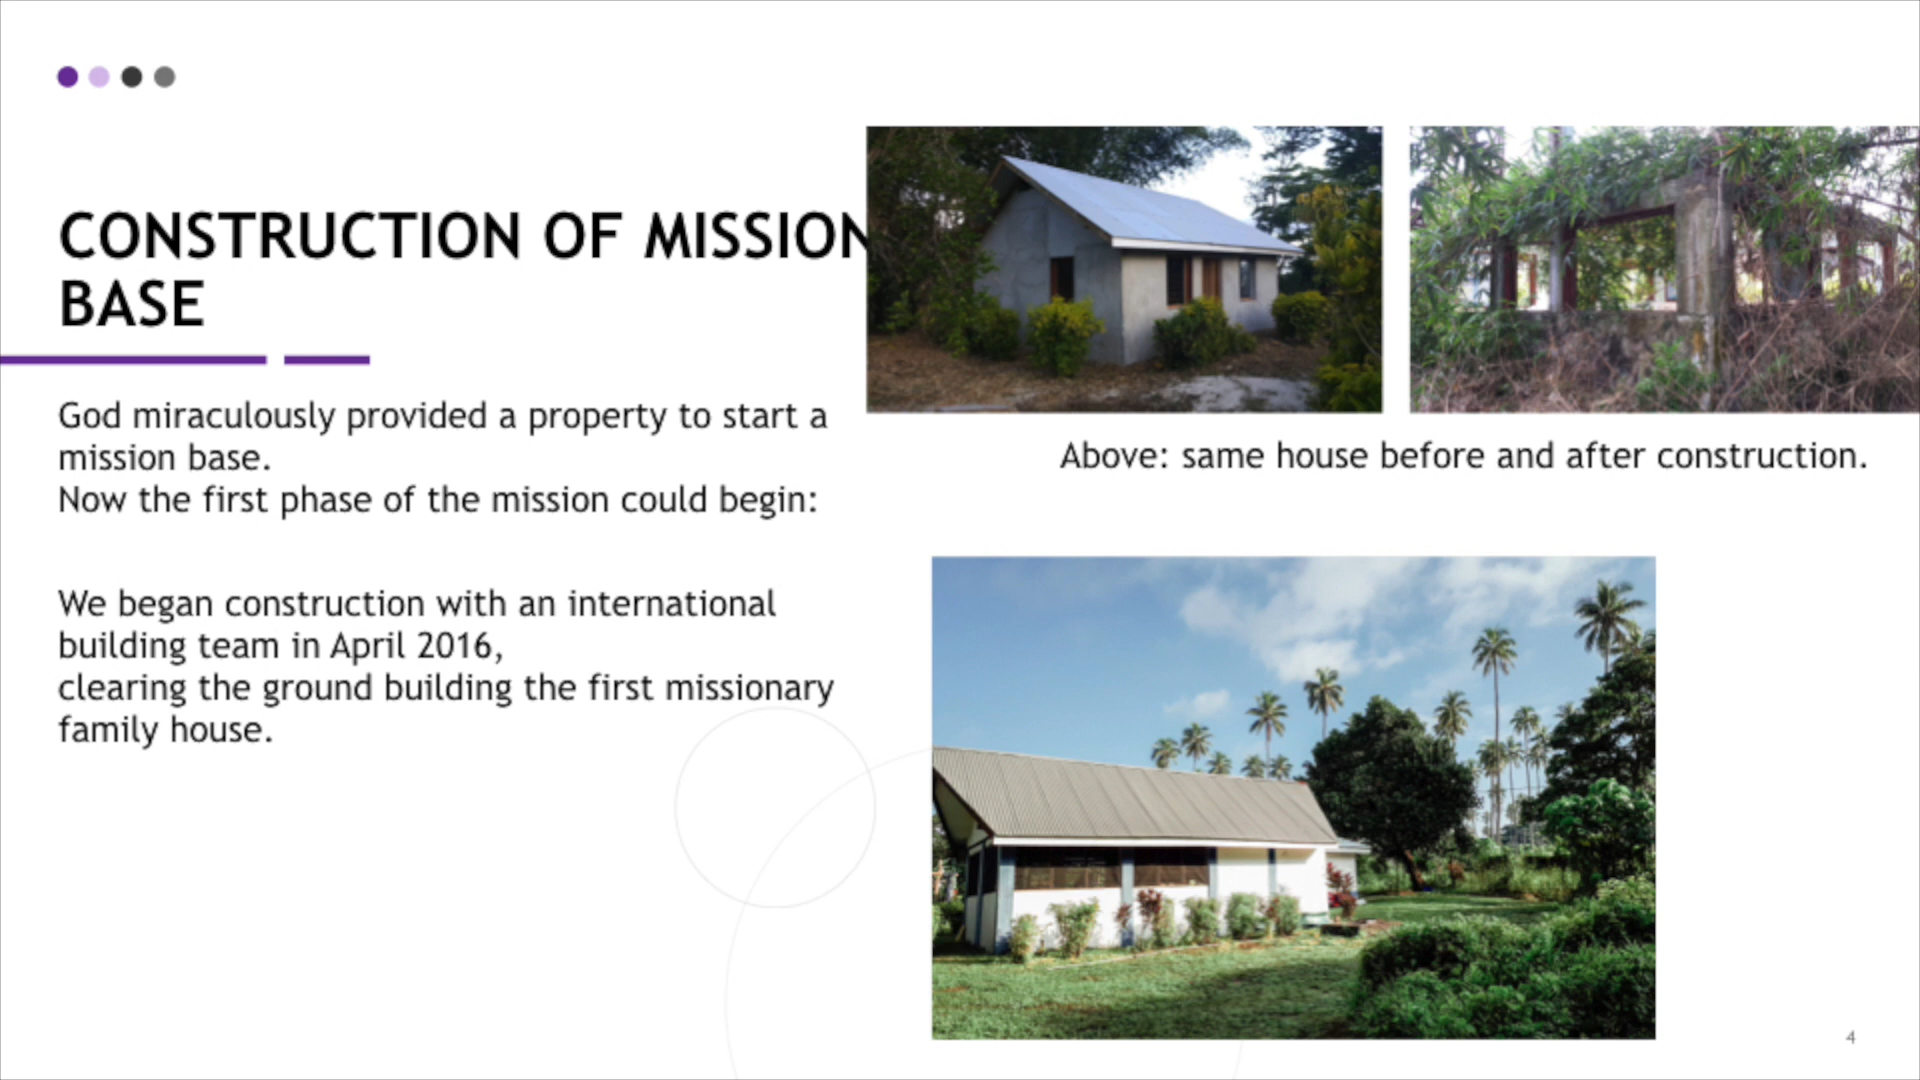 CONSTRUCTION OF MISSION
BASE
God miraculously provided a property to start a
mission base.
Now the first phase of the mission could begin:
We began construction with an international
building team in April 2016,
clearing the ground building the first missionary
family house.
Above: same house before and after construction.
4